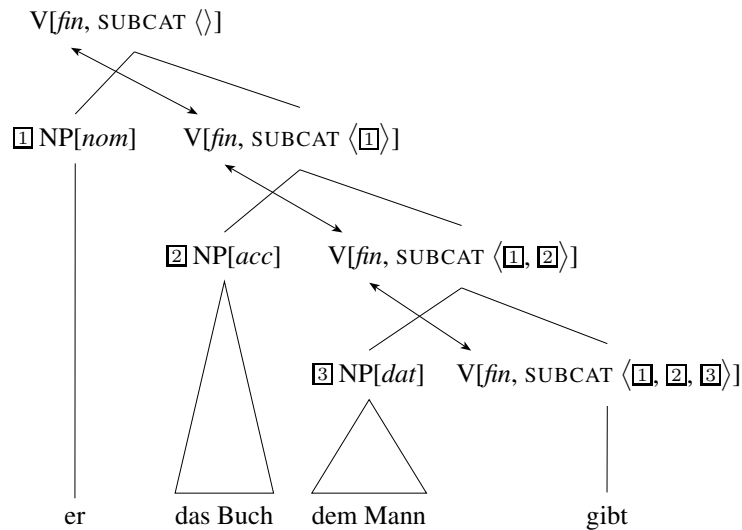 V[fin, SUBCAT ⟨⟩]
1 NP[nom] V[fin, SUBCAT ⟨1⟩]
2 NP[acc] V[fin, SUBCAT ⟨1, 2⟩]
3 NP[dat] V[fin, SUBCAT ⟨1, 2, 3⟩]
er das Buch dem Mann gibt